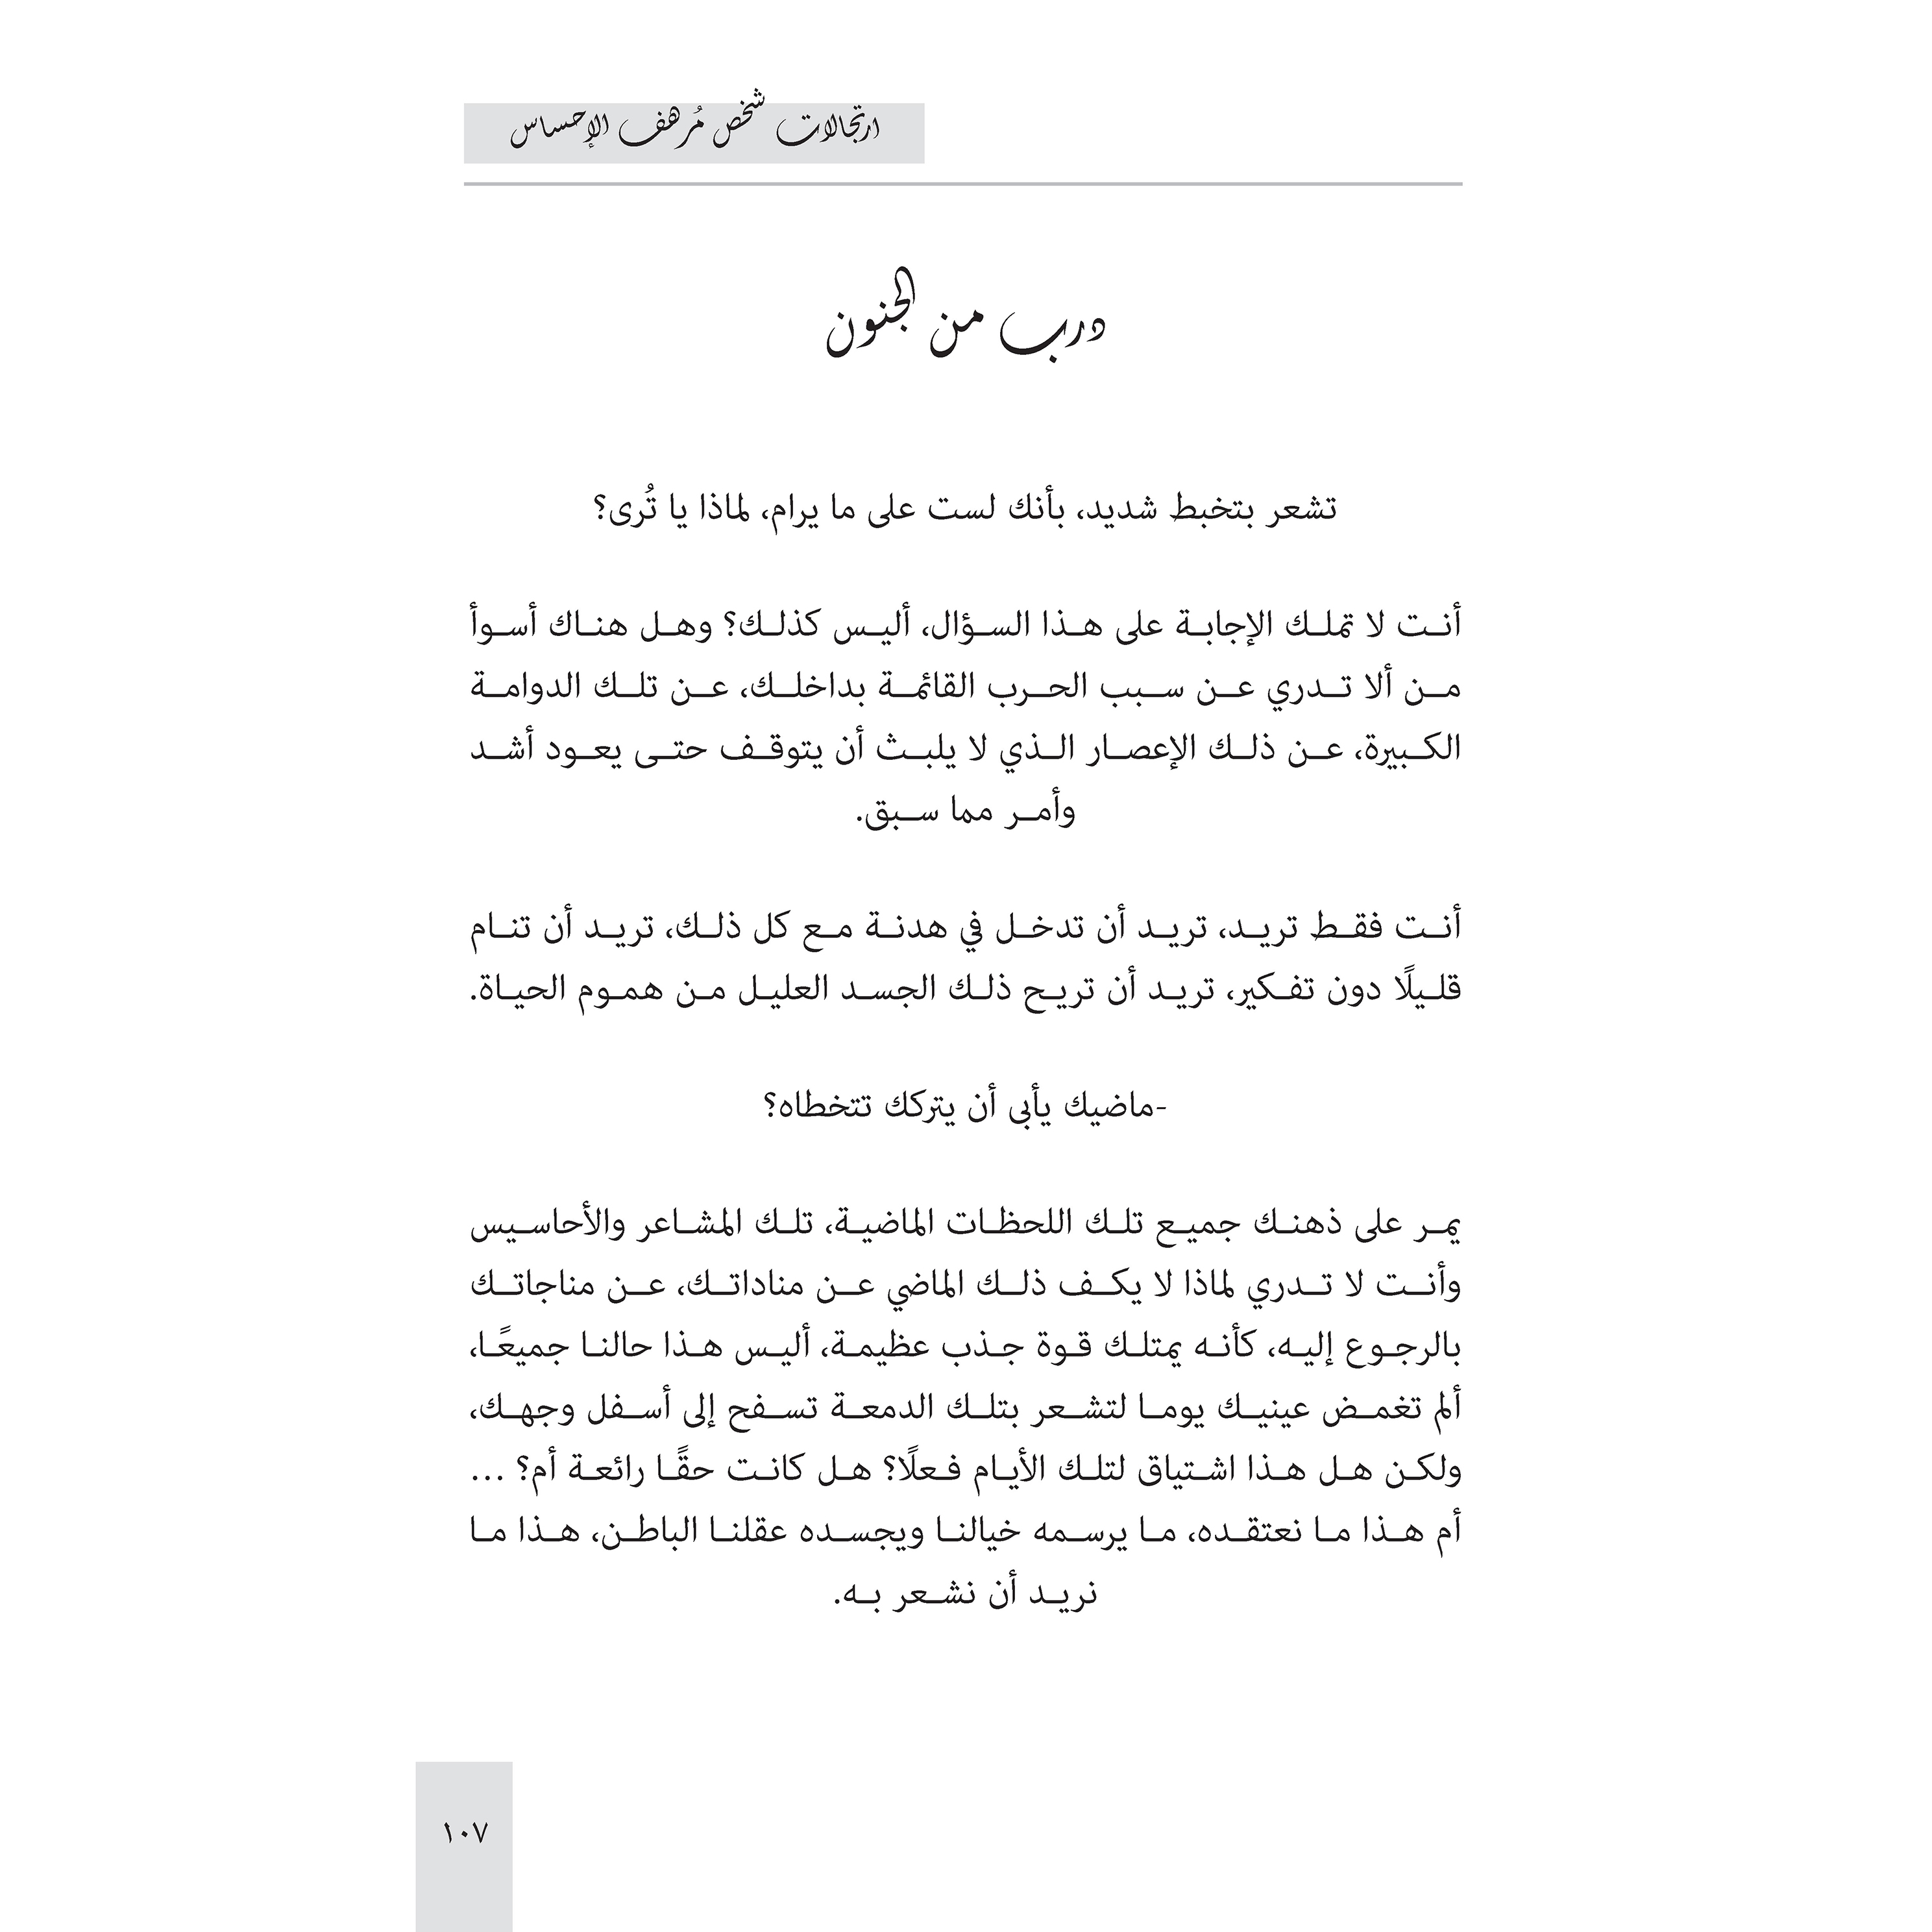 ارتجالات شخص مُرهف الإحساس
درب من الجنون
تشعر بتخبط شديد، بأنك لست على ما يرام، لماذا يا تُرى؟
أنت لا تملك الإجابة على هذا السؤال، أليس كذلك؟ وهل هناك أسوأ
من ألا تدري عن سبب الحرب القائمة بداخلك، عن تلك الدوامة
الكبيرة، عن ذلك الإعصار الذي لا يلبث أن يتوقف حتى يعود أشد
وأمر مما سبق.
أنت فقط تريد، تريد أن تدخل في هدنة مع كل ذلك، تريد أن تنام
قليلًا دون تفكير، تريد أن تريح ذلك الجسد العليل من هموم الحياة.
-ماضيك يأبى أن يتركك تتخطاه؟
يمر على ذهنك جميع تلك اللحظات الماضية، تلك المشاعر والأحاسيس
وأنت لا تدري لماذا لا يكف ذلك الماضي عن مناداتك، عن مناجاتك
بالرجوع إليه، كأنه يمتلك قوة جذب عظيمة، أليس هذا حالنا جميعًا،
ألم تغمض عينيك يوما لتشعر بتلك الدمعة تسفح إلى أسفل وجهك،
ولكن هل هذا اشتياق لتلك الأيام فعلًا؟ هل كانت حقًا رائعة أم؟ ...
أم هذا ما نعتقده، ما يرسمه خيالنا ويجسده عقلنا الباطن، هذا ما
نريد أن نشعر به.
١٠٧